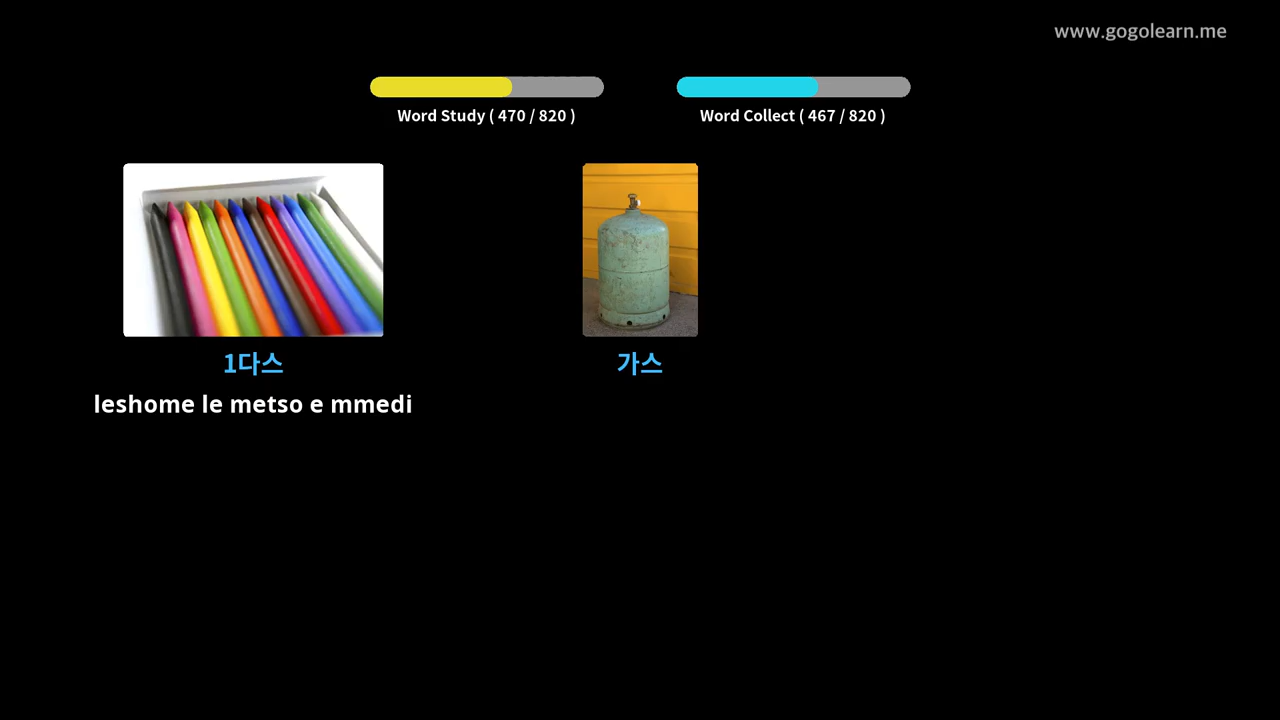 www.gogolearn.me
Word Study ( 470 / 820 )
Word Collect ( 467 / 820 )
1다스
가스
leshome le metso e mmedi